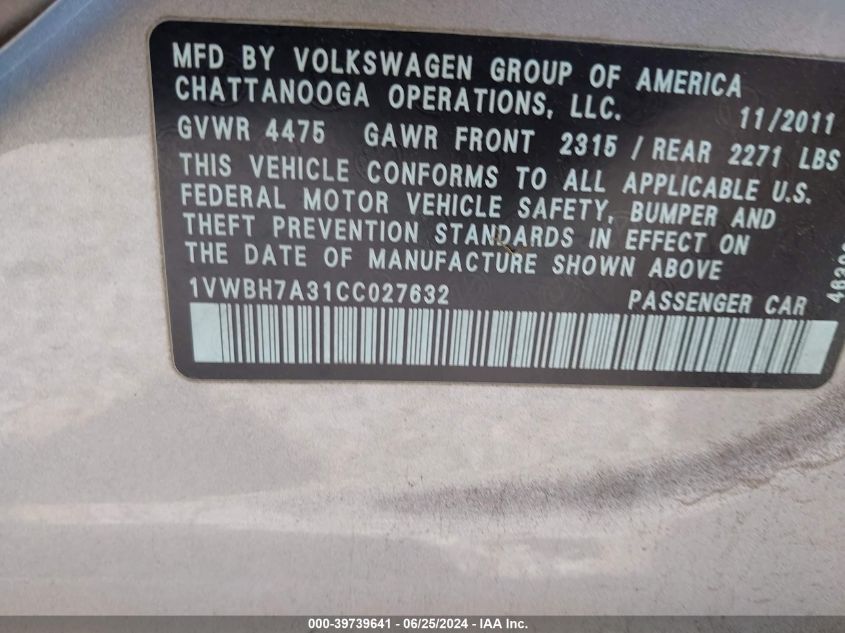 MFD BY VOLKSWAGEN GROUP OF AMERICA
CHATTANOOGA OPERATIONS, LLC. 11/2011
GVWR 4475 GAWR FRONT 2315 / REAR 2271 LBS
THIS VEHICLE CONFORMS TO ALL APPLICABLE U.S.
FEDERAL MOTOR VEHICLE SAFETY, BUMPER AND
THEFT PREVENTION STANDARDS IN EFFECT ON
THE DATE OF MANUFACTURE SHOWN ABOVE
1VWBH7A31CC027632 PASSENGER CAR
000-39739641 - 06/25/2024 - IAA Inc.